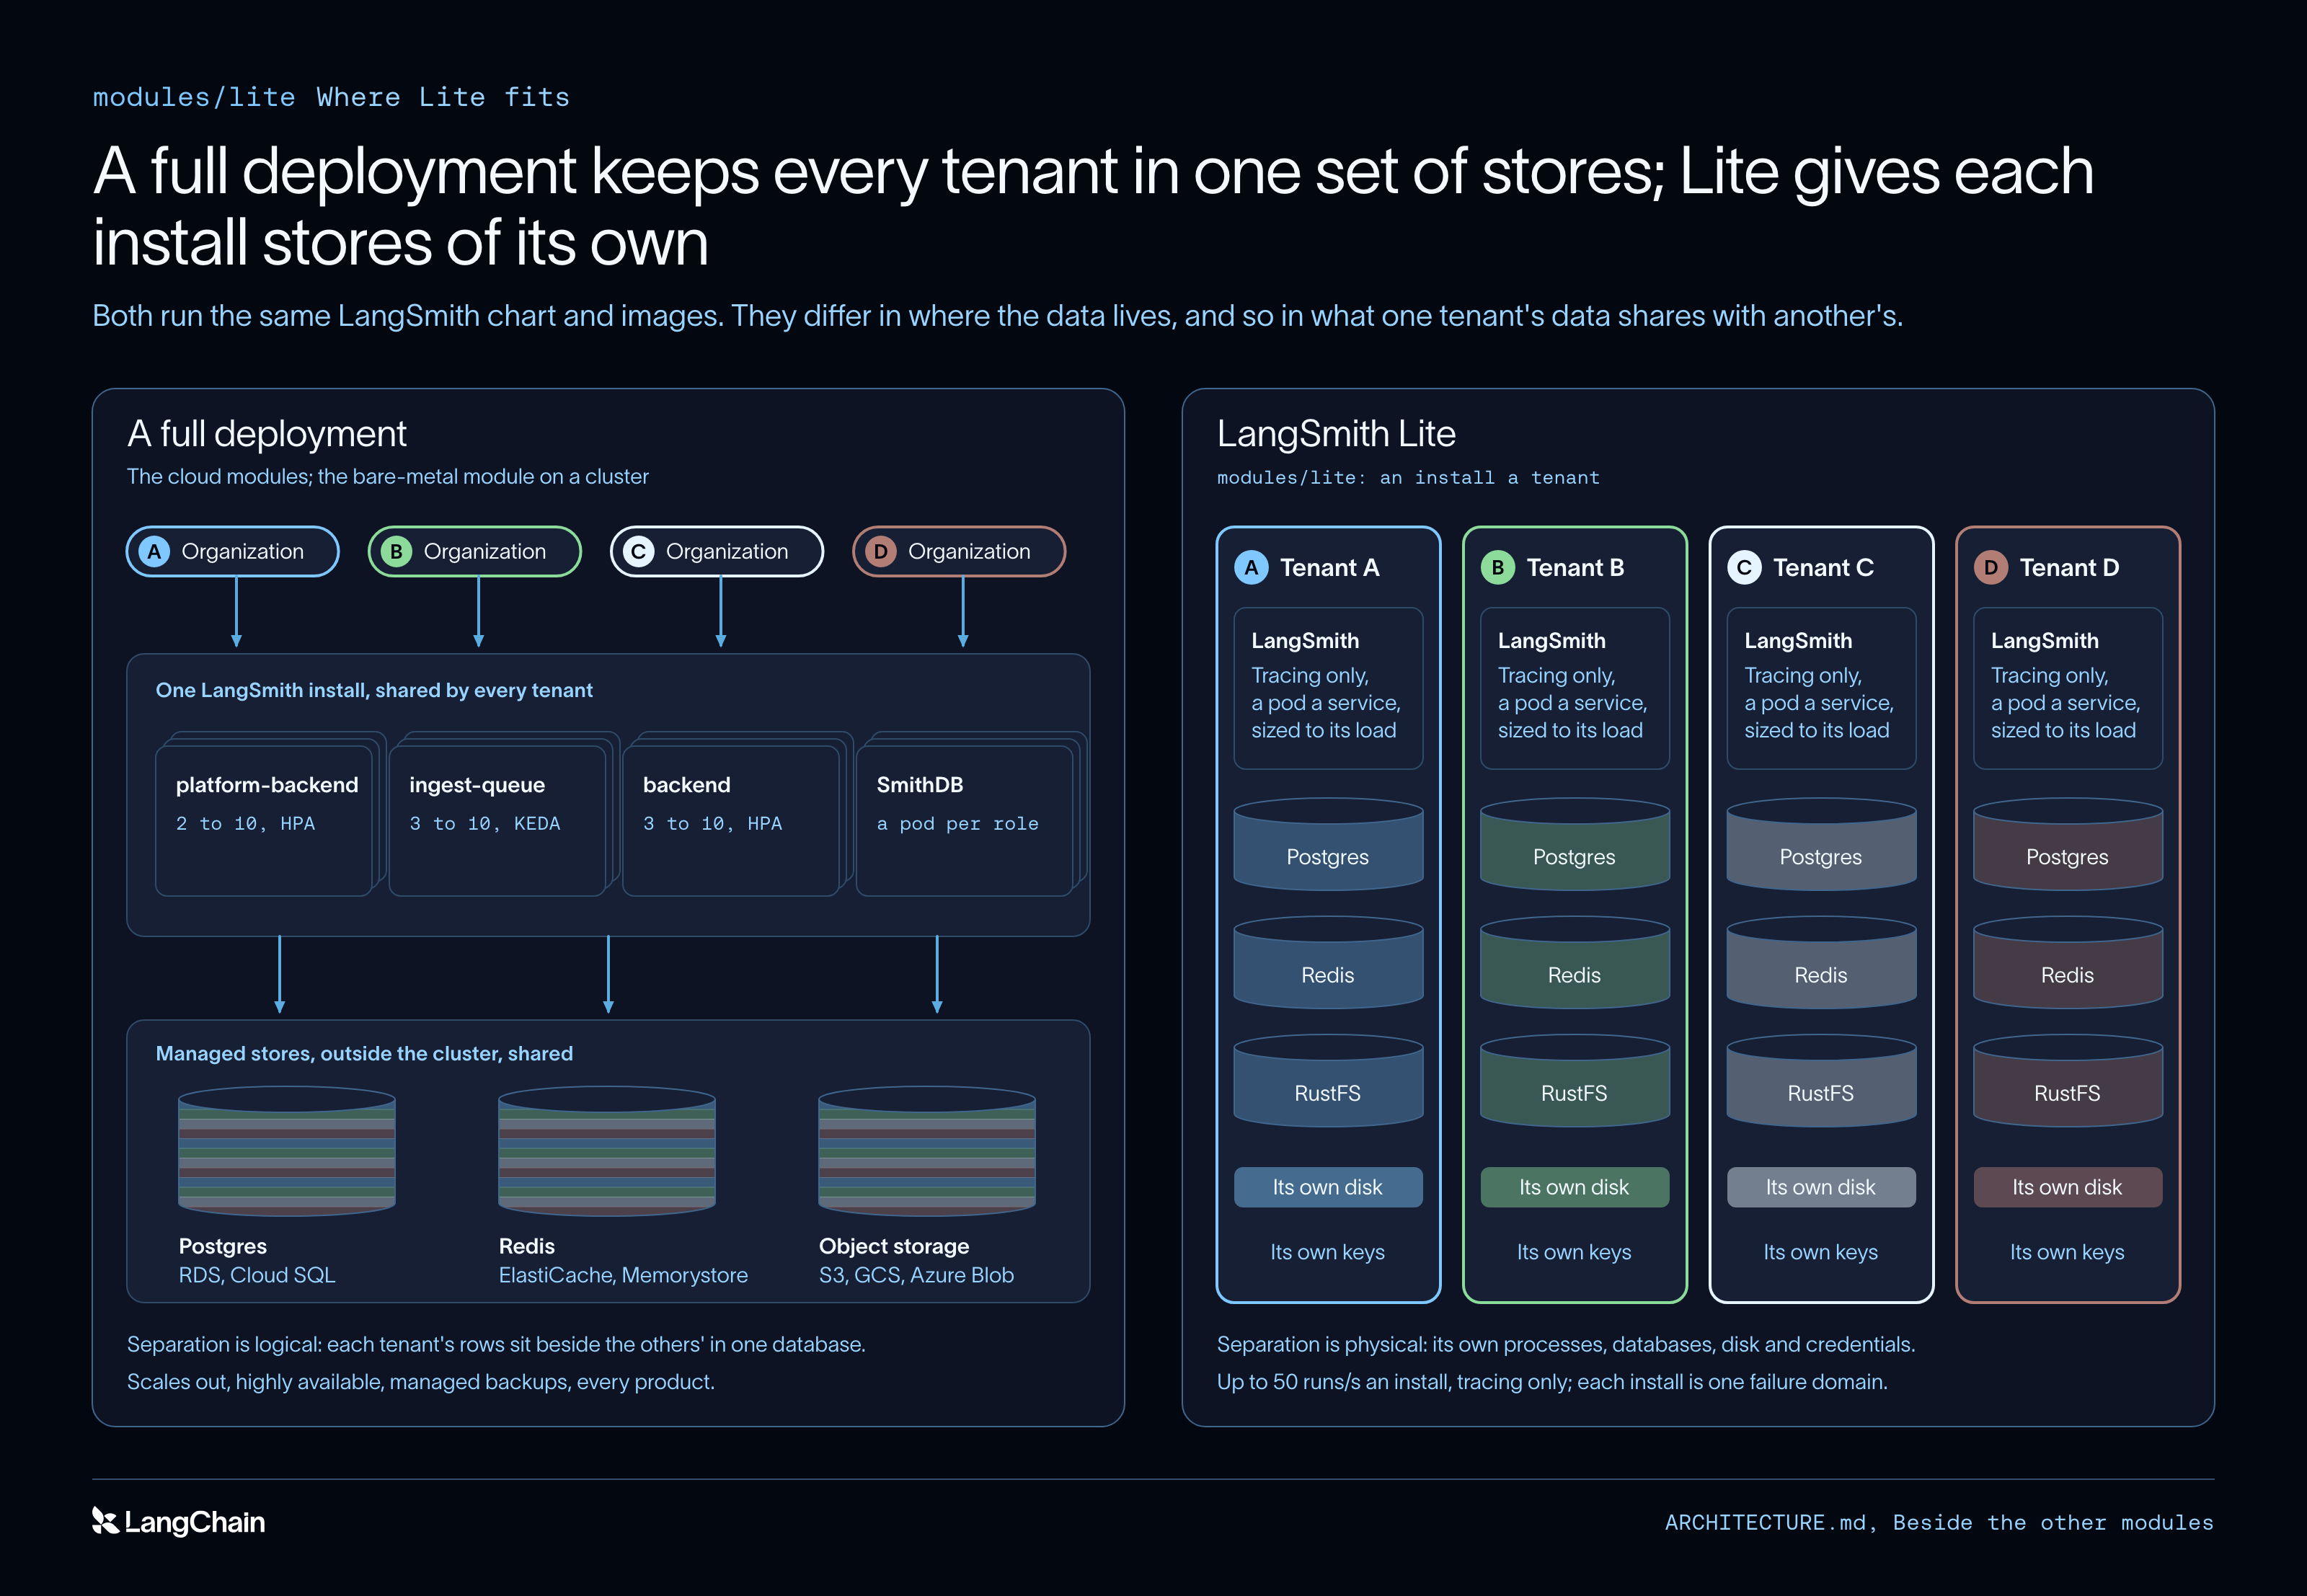 modules/lite Where Lite fits
A full deployment keeps every tenant in one set of stores; Lite gives each
install stores of its own
Both run the same LangSmith chart and images. They differ in where the data lives, and so in what one tenant's data shares with another's.
A full deployment
The cloud modules; the bare-metal module on a cluster
A Organization
B Organization
C Organization
D Organization
One LangSmith install, shared by every tenant
platform-backend
2 to 10, HPA
ingest-queue
3 to 10, KEDA
backend
3 to 10, HPA
SmithDB
a pod per role
Managed stores, outside the cluster, shared
Postgres
RDS, Cloud SQL
Redis
ElastiCache, Memorystore
Object storage
S3, GCS, Azure Blob
Separation is logical: each tenant's rows sit beside the others' in one database.
Scales out, highly available, managed backups, every product.
LangSmith Lite
modules/lite: an install a tenant
A Tenant A
LangSmith
Tracing only,
a pod a service,
sized to its load
Postgres
Redis
RustFS
Its own disk
Its own keys
B Tenant B
LangSmith
Tracing only,
a pod a service,
sized to its load
Postgres
Redis
RustFS
Its own disk
Its own keys
C Tenant C
LangSmith
Tracing only,
a pod a service,
sized to its load
Postgres
Redis
RustFS
Its own disk
Its own keys
D Tenant D
LangSmith
Tracing only,
a pod a service,
sized to its load
Postgres
Redis
RustFS
Its own disk
Its own keys
Separation is physical: its own processes, databases, disk and credentials.
Up to 50 runs/s an install, tracing only; each install is one failure domain.
LangChain
ARCHITECTURE.md, Beside the other modules